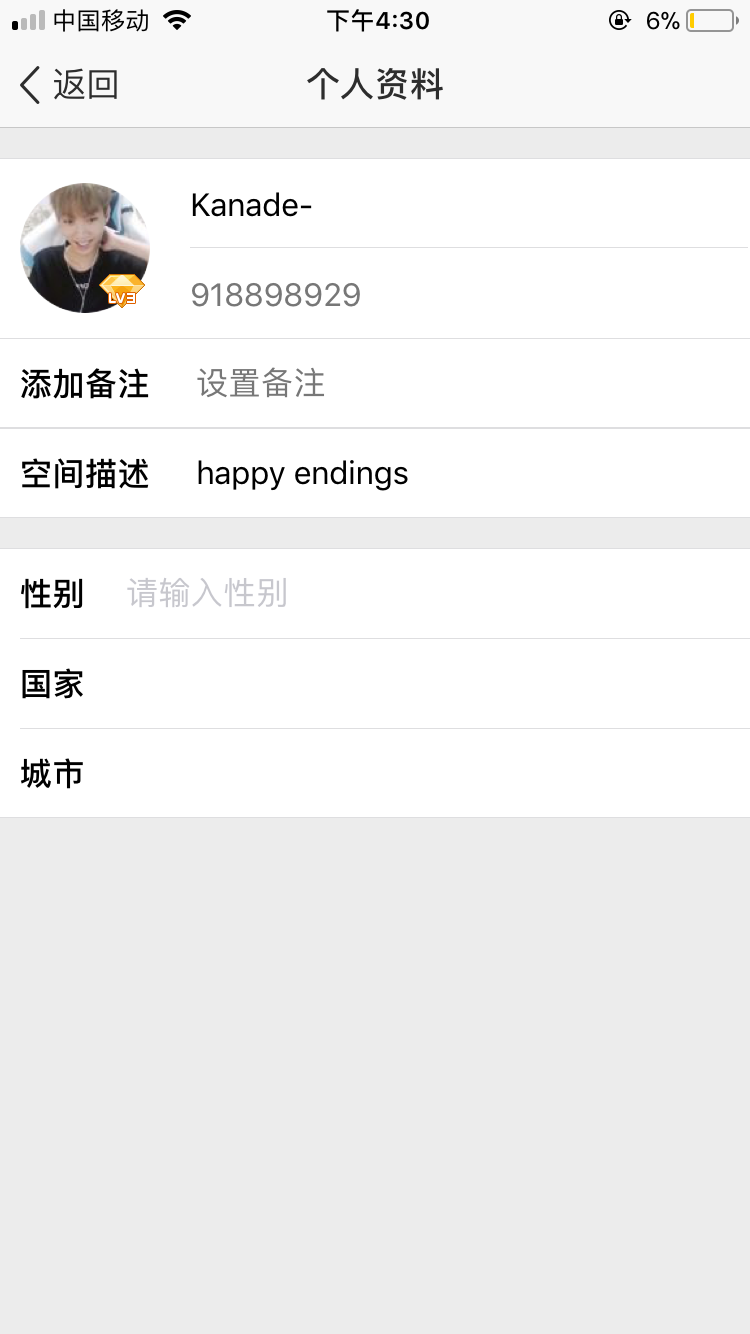 中国移动 下午4:30 6%
返回 个人资料
Kanade-
LV3
918898929
添加备注 设置备注
空间描述 happy endings
性别 请输入性别
国家
城市